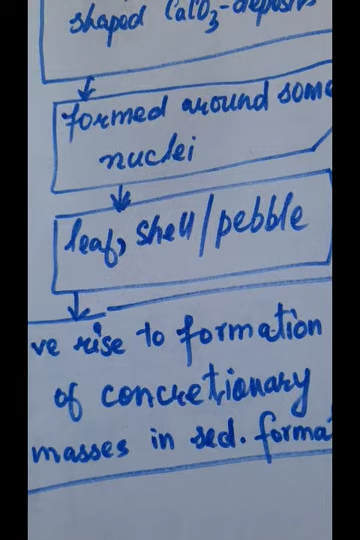 shaped CaCO3-deposits
formed around some
nuclei
leaf, shell/pebble
ve rise to formation
of concretionary
masses in sed. forma